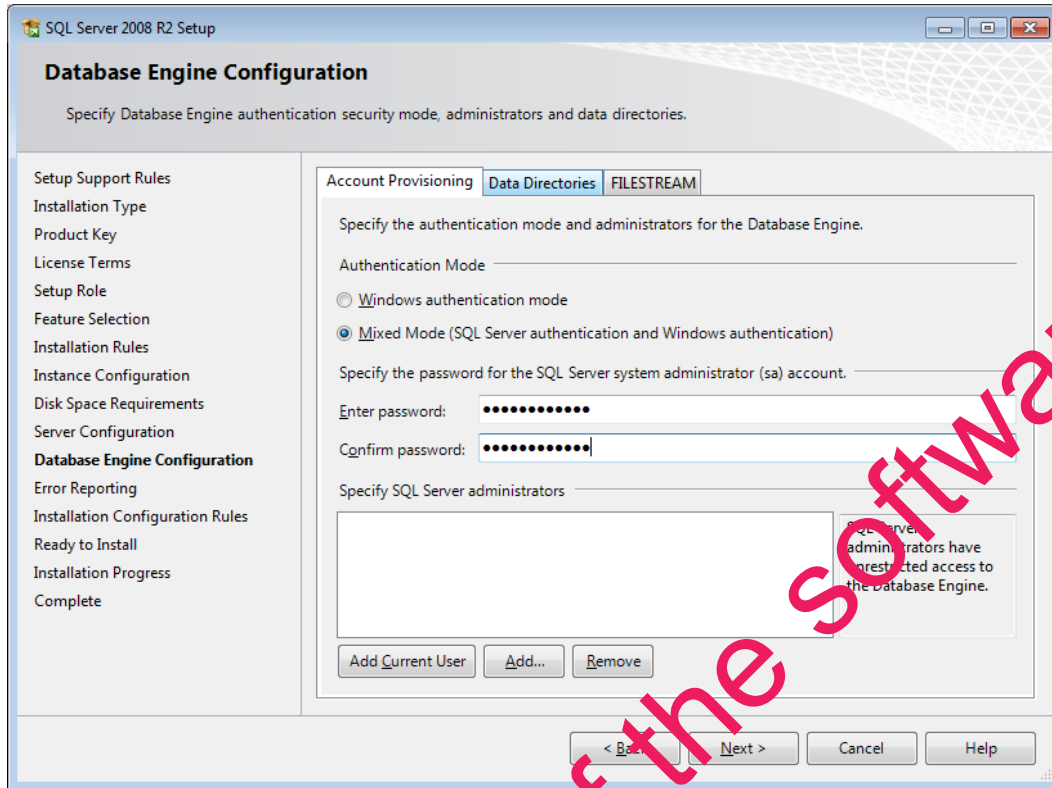 SQL Server 2008 R2 Setup
Database Engine Configuration
Specify Database Engine authentication security mode, administrators and data directories.
Setup Support Rules
Installation Type
Product Key
License Terms
Setup Role
Feature Selection
Installation Rules
Instance Configuration
Disk Space Requirements
Server Configuration
Database Engine Configuration
Error Reporting
Installation Configuration Rules
Ready to Install
Installation Progress
Complete
Account Provisioning Data Directories FILESTREAM
Specify the authentication mode and administrators for the Database Engine.
Authentication Mode
Windows authentication mode
Mixed Mode (SQL Server authentication and Windows authentication)
Specify the password for the SQL Server system administrator (sa) account.
Enter password: ●●●●●●●●●●●●
Confirm password: ●●●●●●●●●●●●
Specify SQL Server administrators
SQL Server
administrators have
unrestricted access to
the Database Engine.
Add Current User Add... Remove
< Back Next > Cancel Help
f the softwa